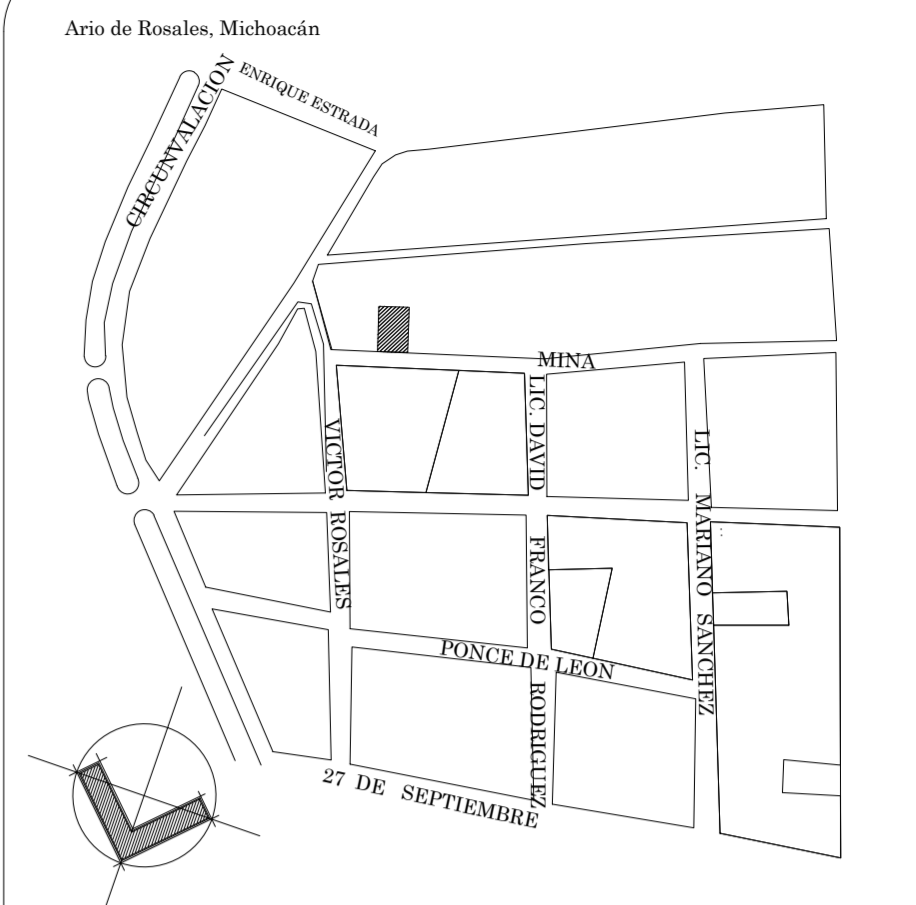 Ario de Rosales, Michoacán
ENRIQUE ESTRADA
CIRCUNVALACION
MINA
LIC. DAVID FRANCO RODRIGUEZ
VICTOR ROSALES
LIC. MARIANO SANCHEZ
PONCE DE LEON
27 DE SEPTIEMBRE